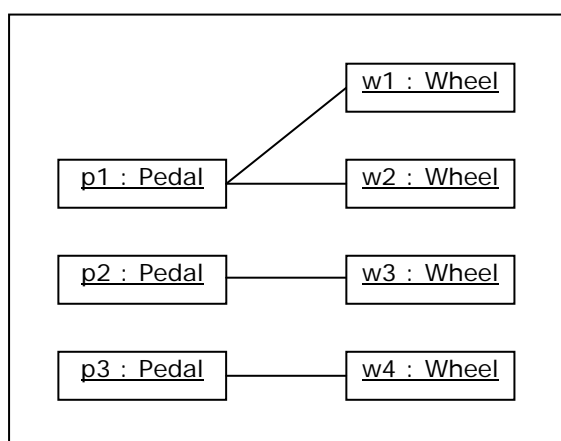 w1 : Wheel
p1 : Pedal
w2 : Wheel
p2 : Pedal
w3 : Wheel
p3 : Pedal
w4 : Wheel